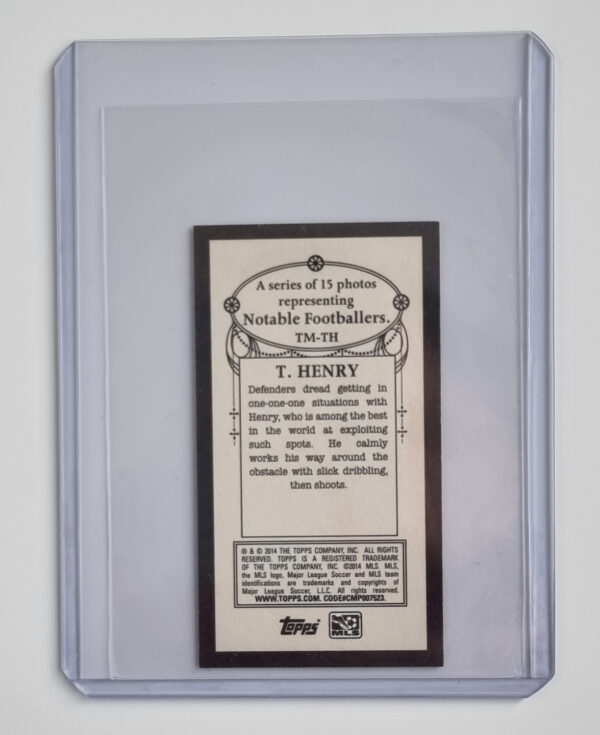 A series of 15 photos
representing
Notable Footballers.
TM-TH
T. HENRY
Defenders dread getting in
one-one-one situations with
Henry, who is among the best
in the world at exploiting
such spots. He calmly
works his way around the
obstacle with slick dribbling,
then shoots.
® & © 2014 THE TOPPS COMPANY, INC. ALL RIGHTS
RESERVED. TOPPS IS A REGISTERED TRADEMARK
OF THE TOPPS COMPANY, INC. ©2014 MLS. MLS,
the MLS logo, Major League Soccer and MLS team
identifications are trademarks and copyrights of
Major League Soccer, L.L.C. All rights reserved.
WWW.TOPPS.COM. CODE#CMP007523.
topps®
MLS